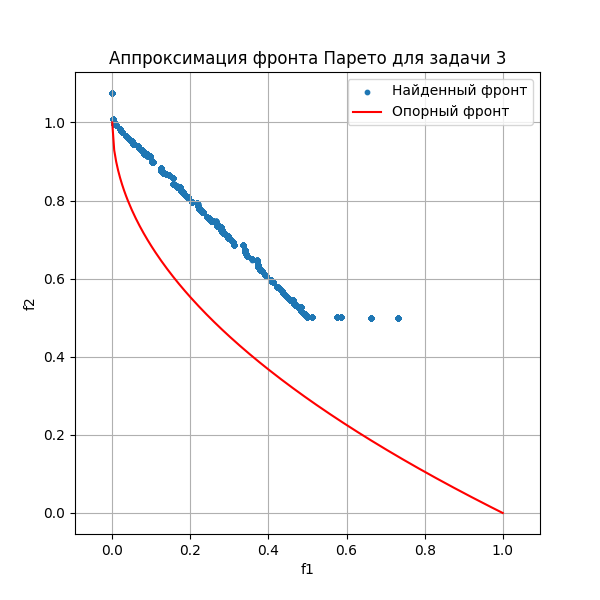 Аппроксимация фронта Парето для задачи 3
Найденный фронт
Опорный фронт
f2
1.0
0.8
0.6
0.4
0.2
0.0
0.0 0.2 0.4 0.6 0.8 1.0
f1